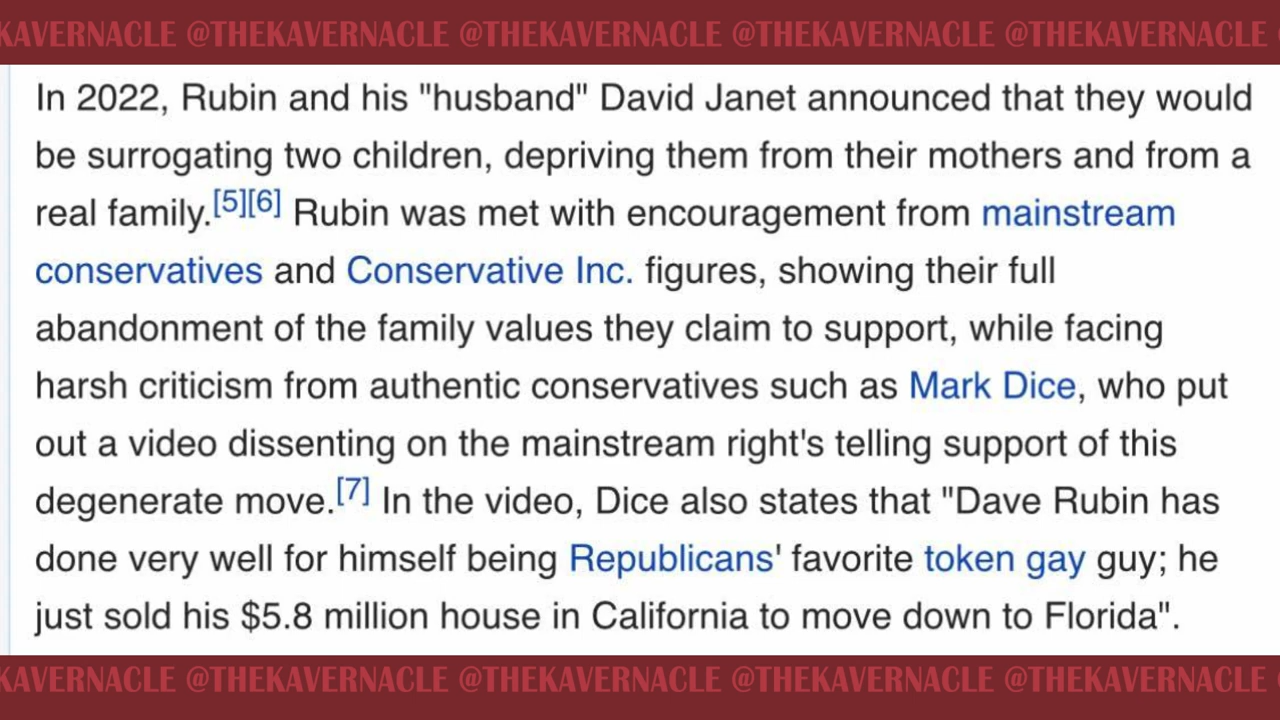 KAVERNACLE @THEKAVERNACLE @THEKAVERNACLE @THEKAVERNACLE @THEKAVERNACLE
In 2022, Rubin and his "husband" David Janet announced that they would
be surrogating two children, depriving them from their mothers and from a
real family.[5][6] Rubin was met with encouragement from mainstream
conservatives and Conservative Inc. figures, showing their full
abandonment of the family values they claim to support, while facing
harsh criticism from authentic conservatives such as Mark Dice, who put
out a video dissenting on the mainstream right's telling support of this
degenerate move.[7] In the video, Dice also states that "Dave Rubin has
done very well for himself being Republicans' favorite token gay guy; he
just sold his $5.8 million house in California to move down to Florida".
KAVERNACLE @THEKAVERNACLE @THEKAVERNACLE @THEKAVERNACLE @THEKAVERNACLE